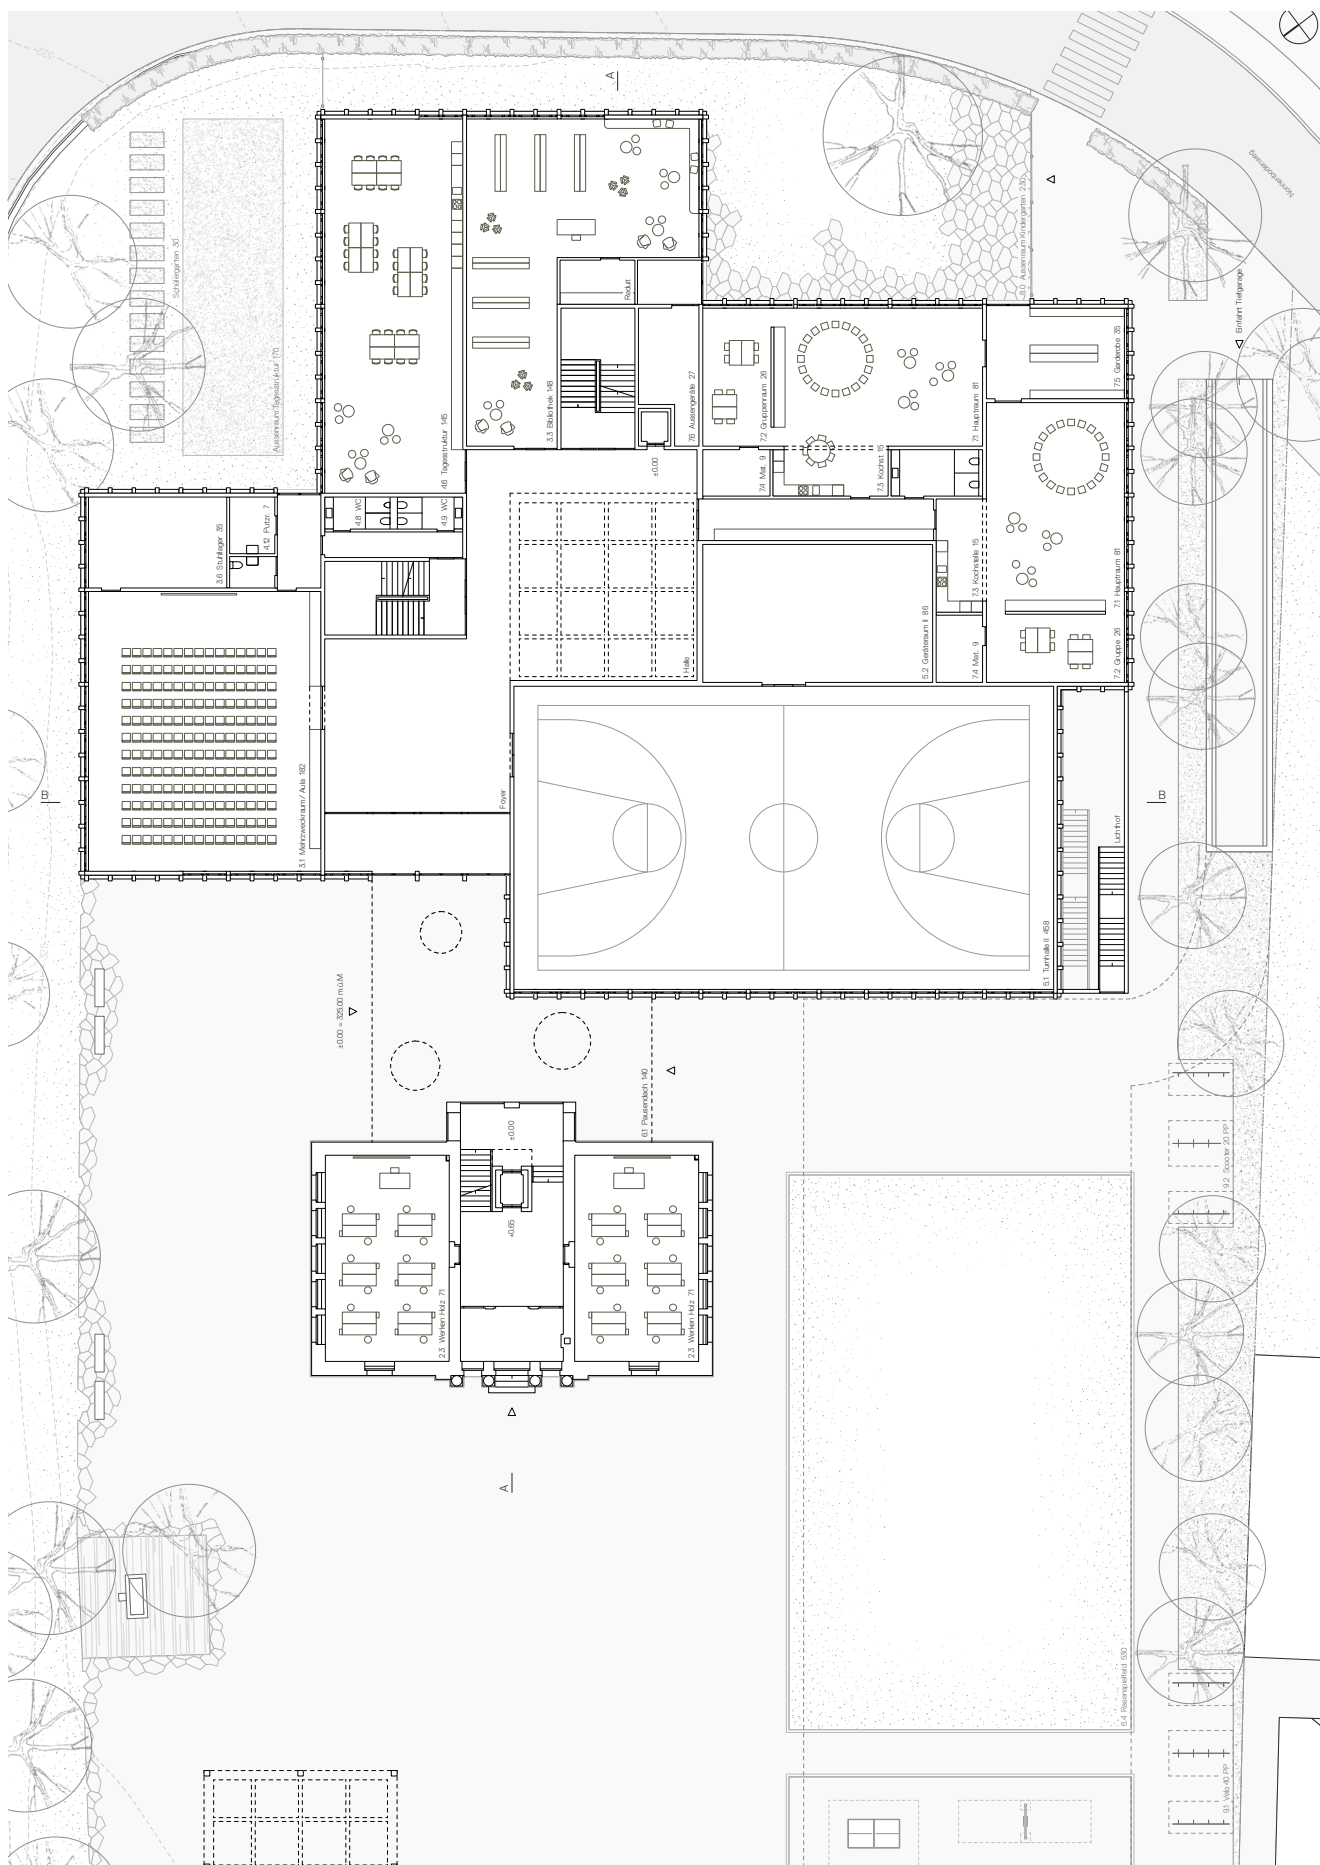 A
Nonnenbodenweg
Schülergarten 30
Aussenraum Tagesstruktur 170
8.0 Aussenraum Kindergarten 230
Einfahrt Tiefgarage
Reduit
3.3 Bibliothek 148
4.6 Tagesstruktur 145
7.6 Aussengeräte 27
7.2 Gruppenraum 26
7.1 Hauptraum 81
7.5 Garderobe 35
±0.00
7.4 Mat. 9
7.3 Kochst. 15
4.8 WC
4.9 WC
3.6 Stuhllager 35
4.12 Putzr. 7
7.3 Kochstelle 15
7.1 Hauptraum 81
Halle
5.2 Geräteraum II 86
7.4 Mat. 9
7.2 Gruppe 26
B
B
3.1 Mehrzweckraum / Aula 182
Foyer
Lichthof
5.1 Turnhalle II 458
±0.00 = 326.00 m.ü.M
6.1 Pausendach 140
±0.00
+0.65
2.3 Werken Holz 71
2.3 Werken Holz 71
9.2 Scooter 20 PP
A
6.4 Rasenspielfeld 530
9.1 Velo 40 PP